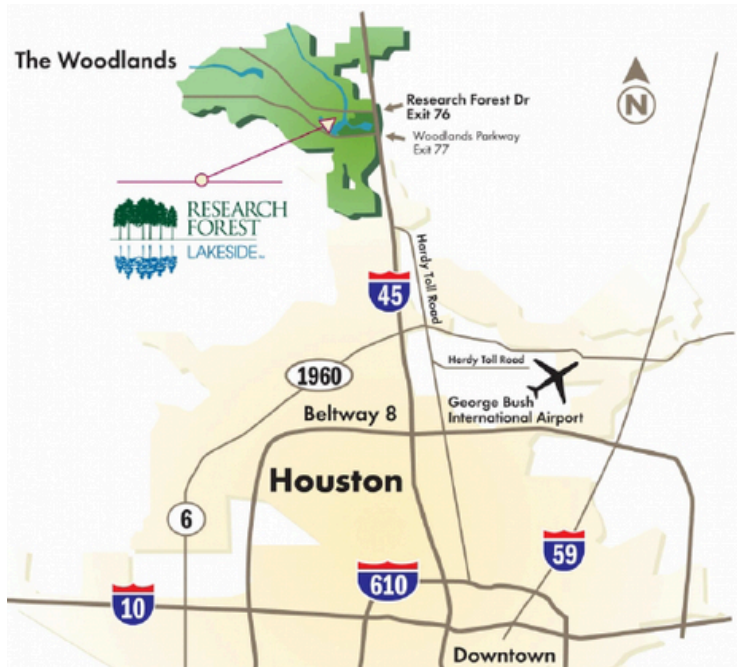 The Woodlands
Research Forest Dr
Exit 76
Woodlands Parkway
Exit 77
N
RESEARCH
FOREST
LAKESIDE
Hardy Toll Road
45
1960
Hardy Toll Road
George Bush
International Airport
Beltway 8
Houston
6
59
610
10
Downtown